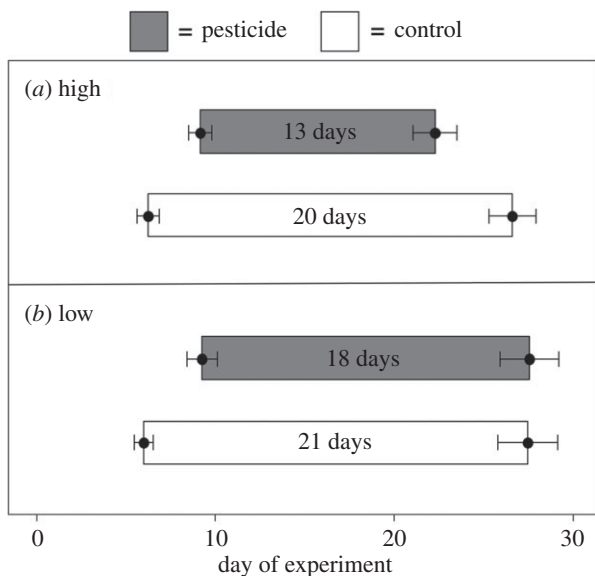 = pesticide = control
(a) high
13 days
20 days
(b) low
18 days
21 days
0 10 20 30
day of experiment